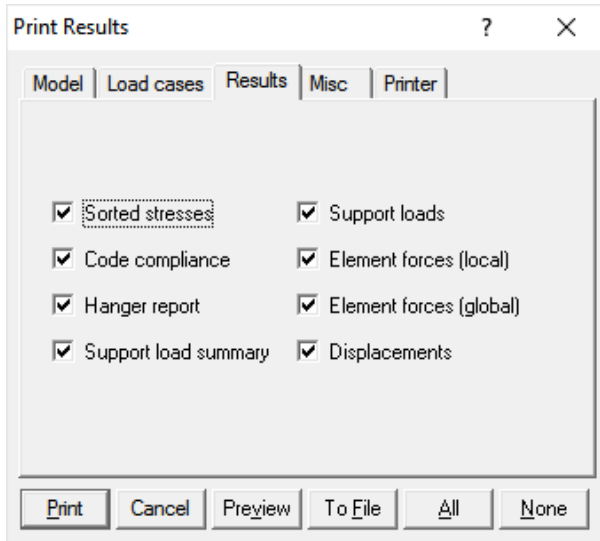 Print Results ?
Model Load cases Results Misc Printer
Sorted stresses Support loads
Code compliance Element forces (local)
Hanger report Element forces (global)
Support load summary Displacements
Print Cancel Preview To File All None